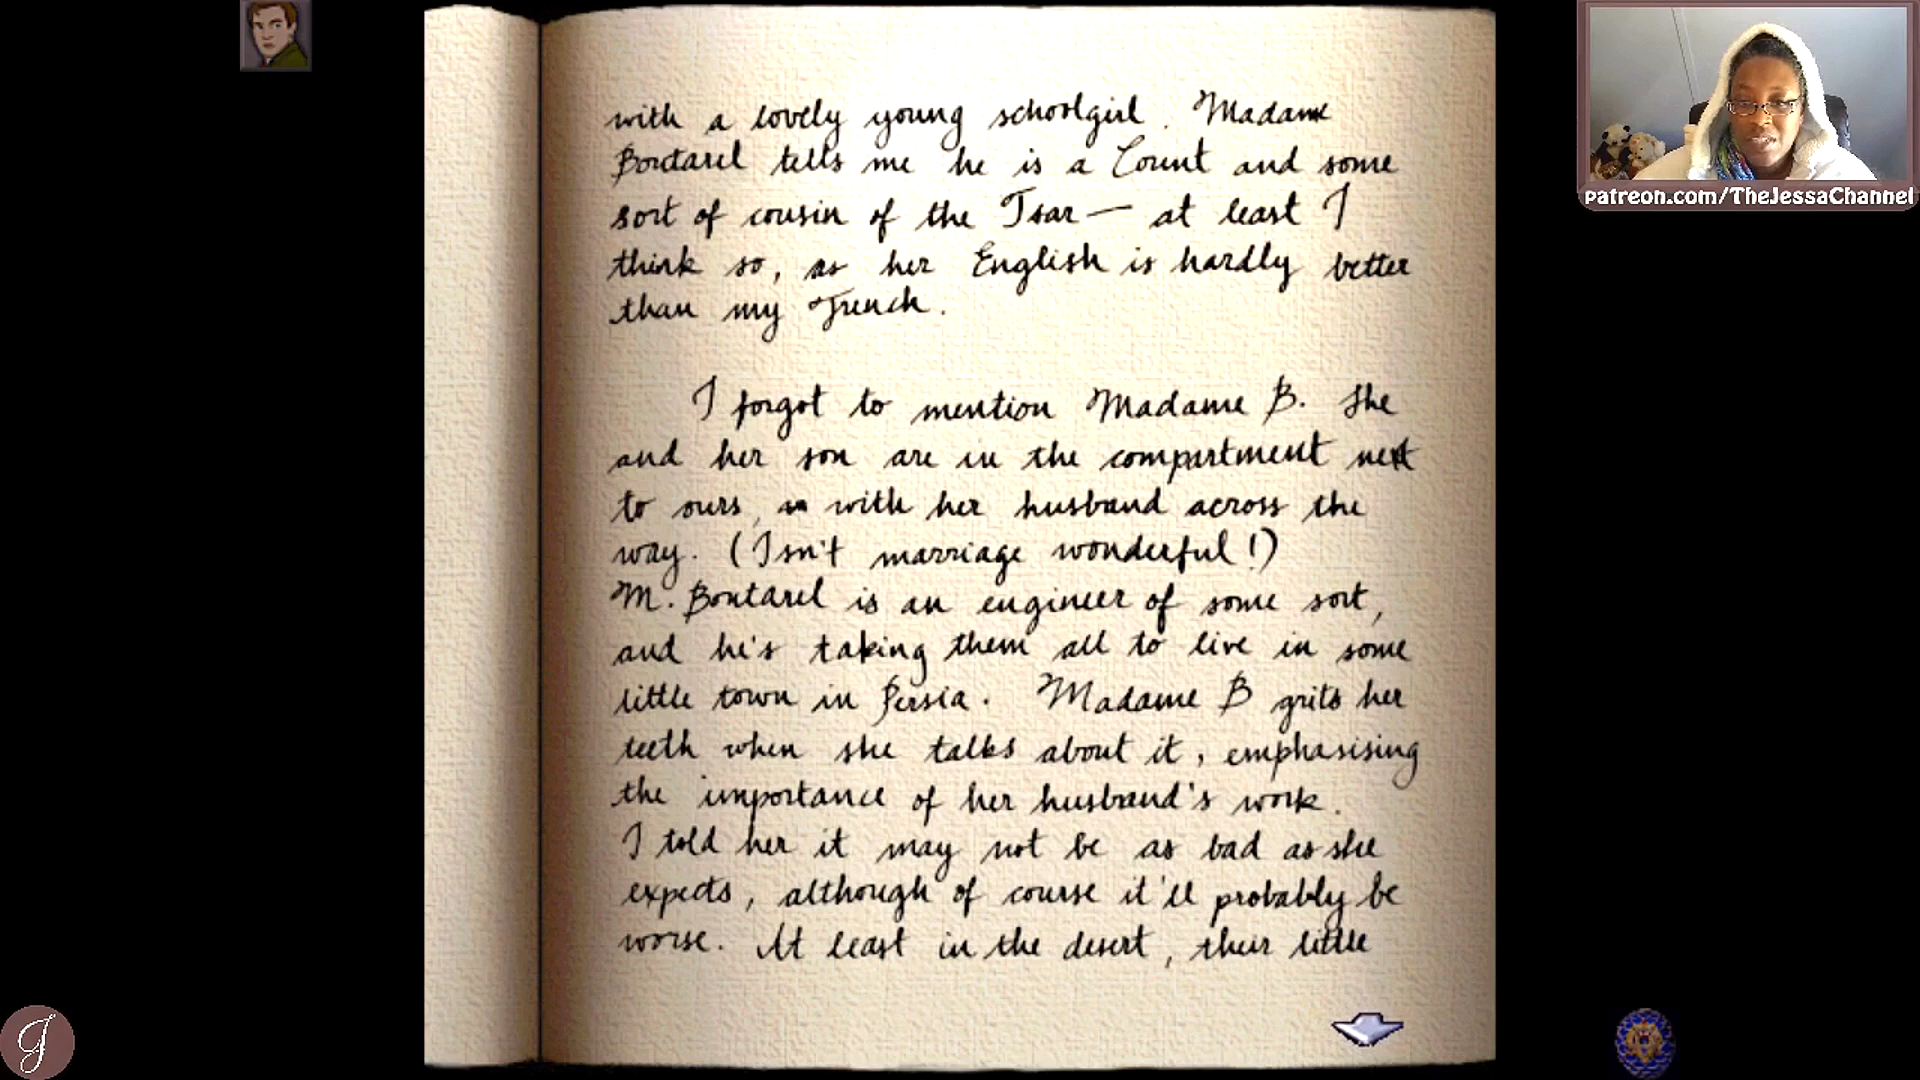 with a lovely young schoolgirl. Madame
Boutarel tells me he is a Count and some
sort of cousin of the Tsar — at least I
think so, as her English is hardly better
than my French.
I forgot to mention Madame B. She
and her son are in the compartment next
to ours, with her husband across the
way. (Isn't marriage wonderful!)
M. Boutarel is an engineer of some sort,
and he's taking them all to live in some
little town in Persia. Madame B grits her
teeth when she talks about it, emphasising
the importance of her husband's work.
I told her it may not be as bad as she
expects, although of course it'll probably be
worse. At least in the desert, their little
patreon.com/TheJessaChannel
J